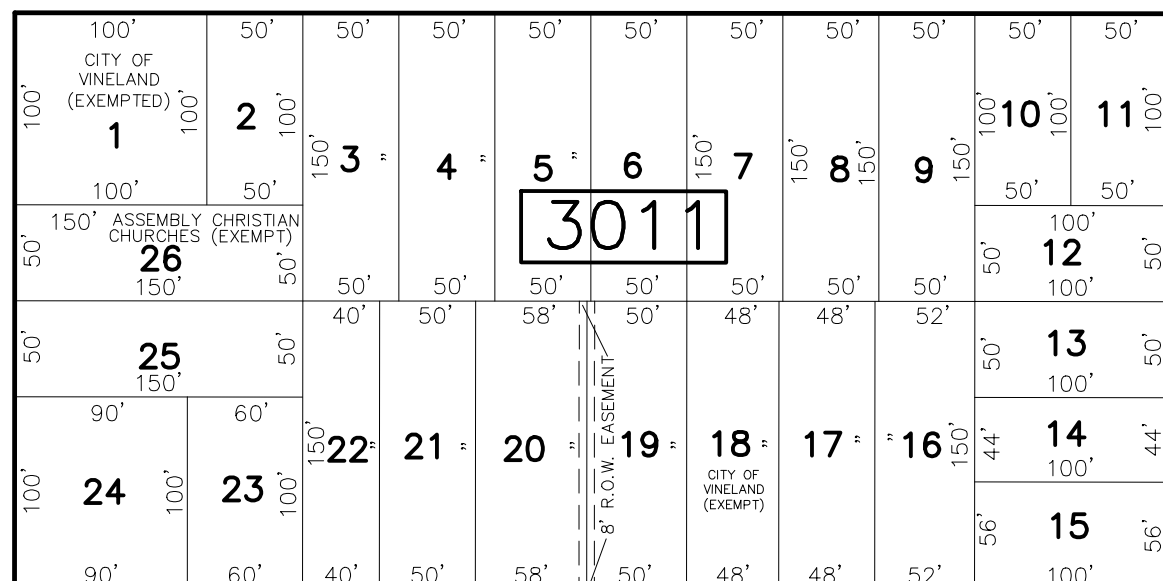 100' 50' 50' 50' 50' 50' 50' 50' 50' 50' 50'
CITY OF
VINELAND
(EXEMPTED)
100' 1 100' 100'
2 100' 50'
150' 3 "
4 "
5 "
6
150' 7
150' 8 150'
9 150'
100' 10 100' 50'
11 100' 50'
3011
150' ASSEMBLY CHRISTIAN
CHURCHES (EXEMPT)
50' 26 50'
150'
50' 50' 50' 50' 50' 50' 50'
100'
50' 12 50'
100'
40' 50' 58' 50' 48' 48' 52'
50' 25 50'
150'
50' 13 50'
100'
90' 60'
100' 24 100'
23 100'
150' 22 "
21 "
20 "
8' R.O.W. EASEMENT
19 "
18 "
CITY OF
VINELAND
(EXEMPT)
17 "
" 16 150'
44' 14 44'
100'
56' 15 56'
90' 60' 40' 50' 58' 50' 48' 48' 52' 100'